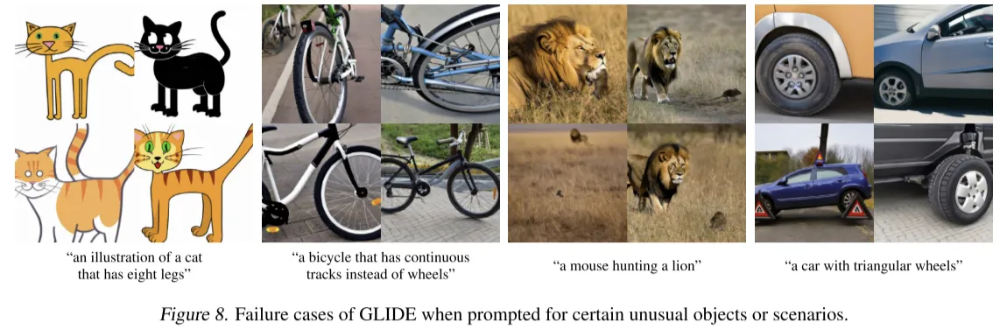 “an illustration of a cat
that has eight legs”
“a bicycle that has continuous
tracks instead of wheels”
“a mouse hunting a lion”
“a car with triangular wheels”
Figure 8. Failure cases of GLIDE when prompted for certain unusual objects or scenarios.